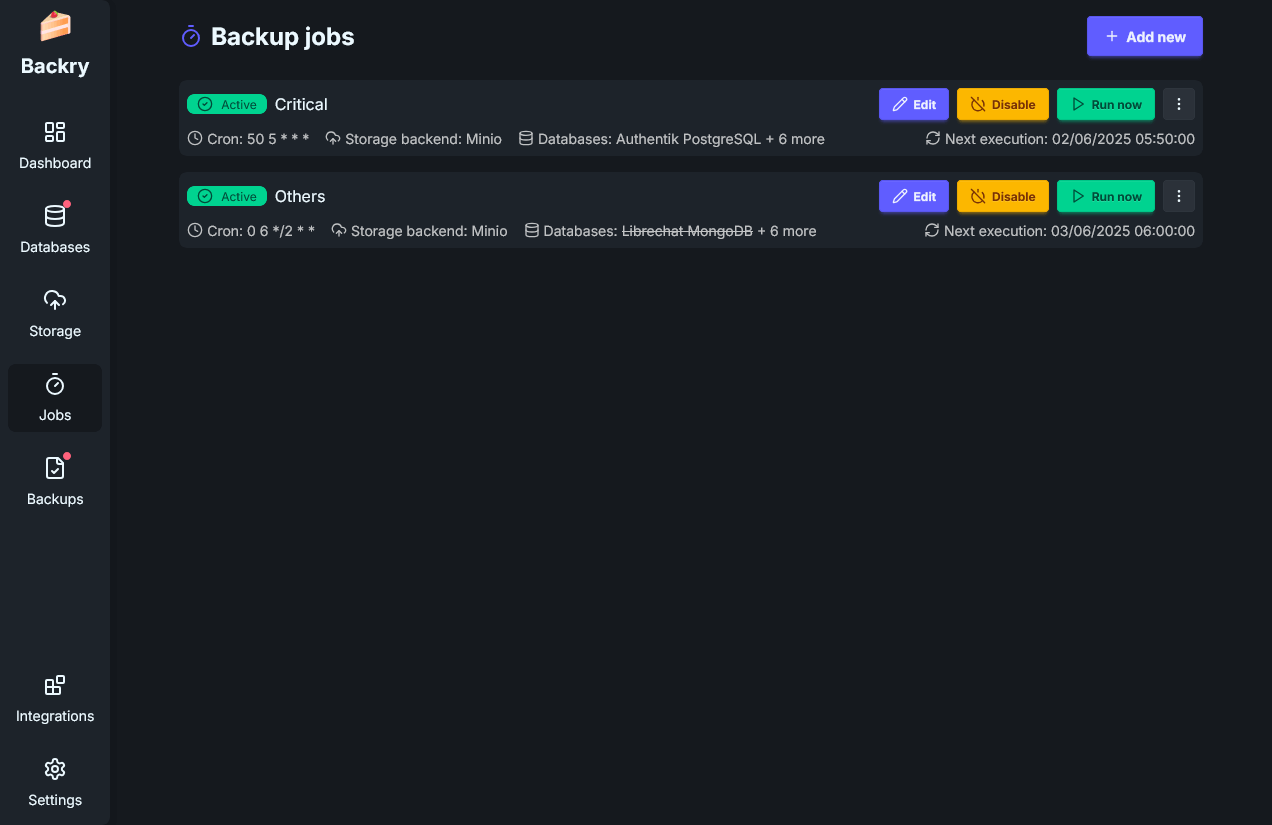 Backry
Dashboard
Databases
Storage
Jobs
Backups
Integrations
Settings
Backup jobs
Add new
Active Critical Edit Disable Run now
Cron: 50 5 * * * Storage backend: Minio Databases: Authentik PostgreSQL + 6 more Next execution: 02/06/2025 05:50:00
Active Others Edit Disable Run now
Cron: 0 6 */2 * * Storage backend: Minio Databases: Librechat MongoDB + 6 more Next execution: 03/06/2025 06:00:00